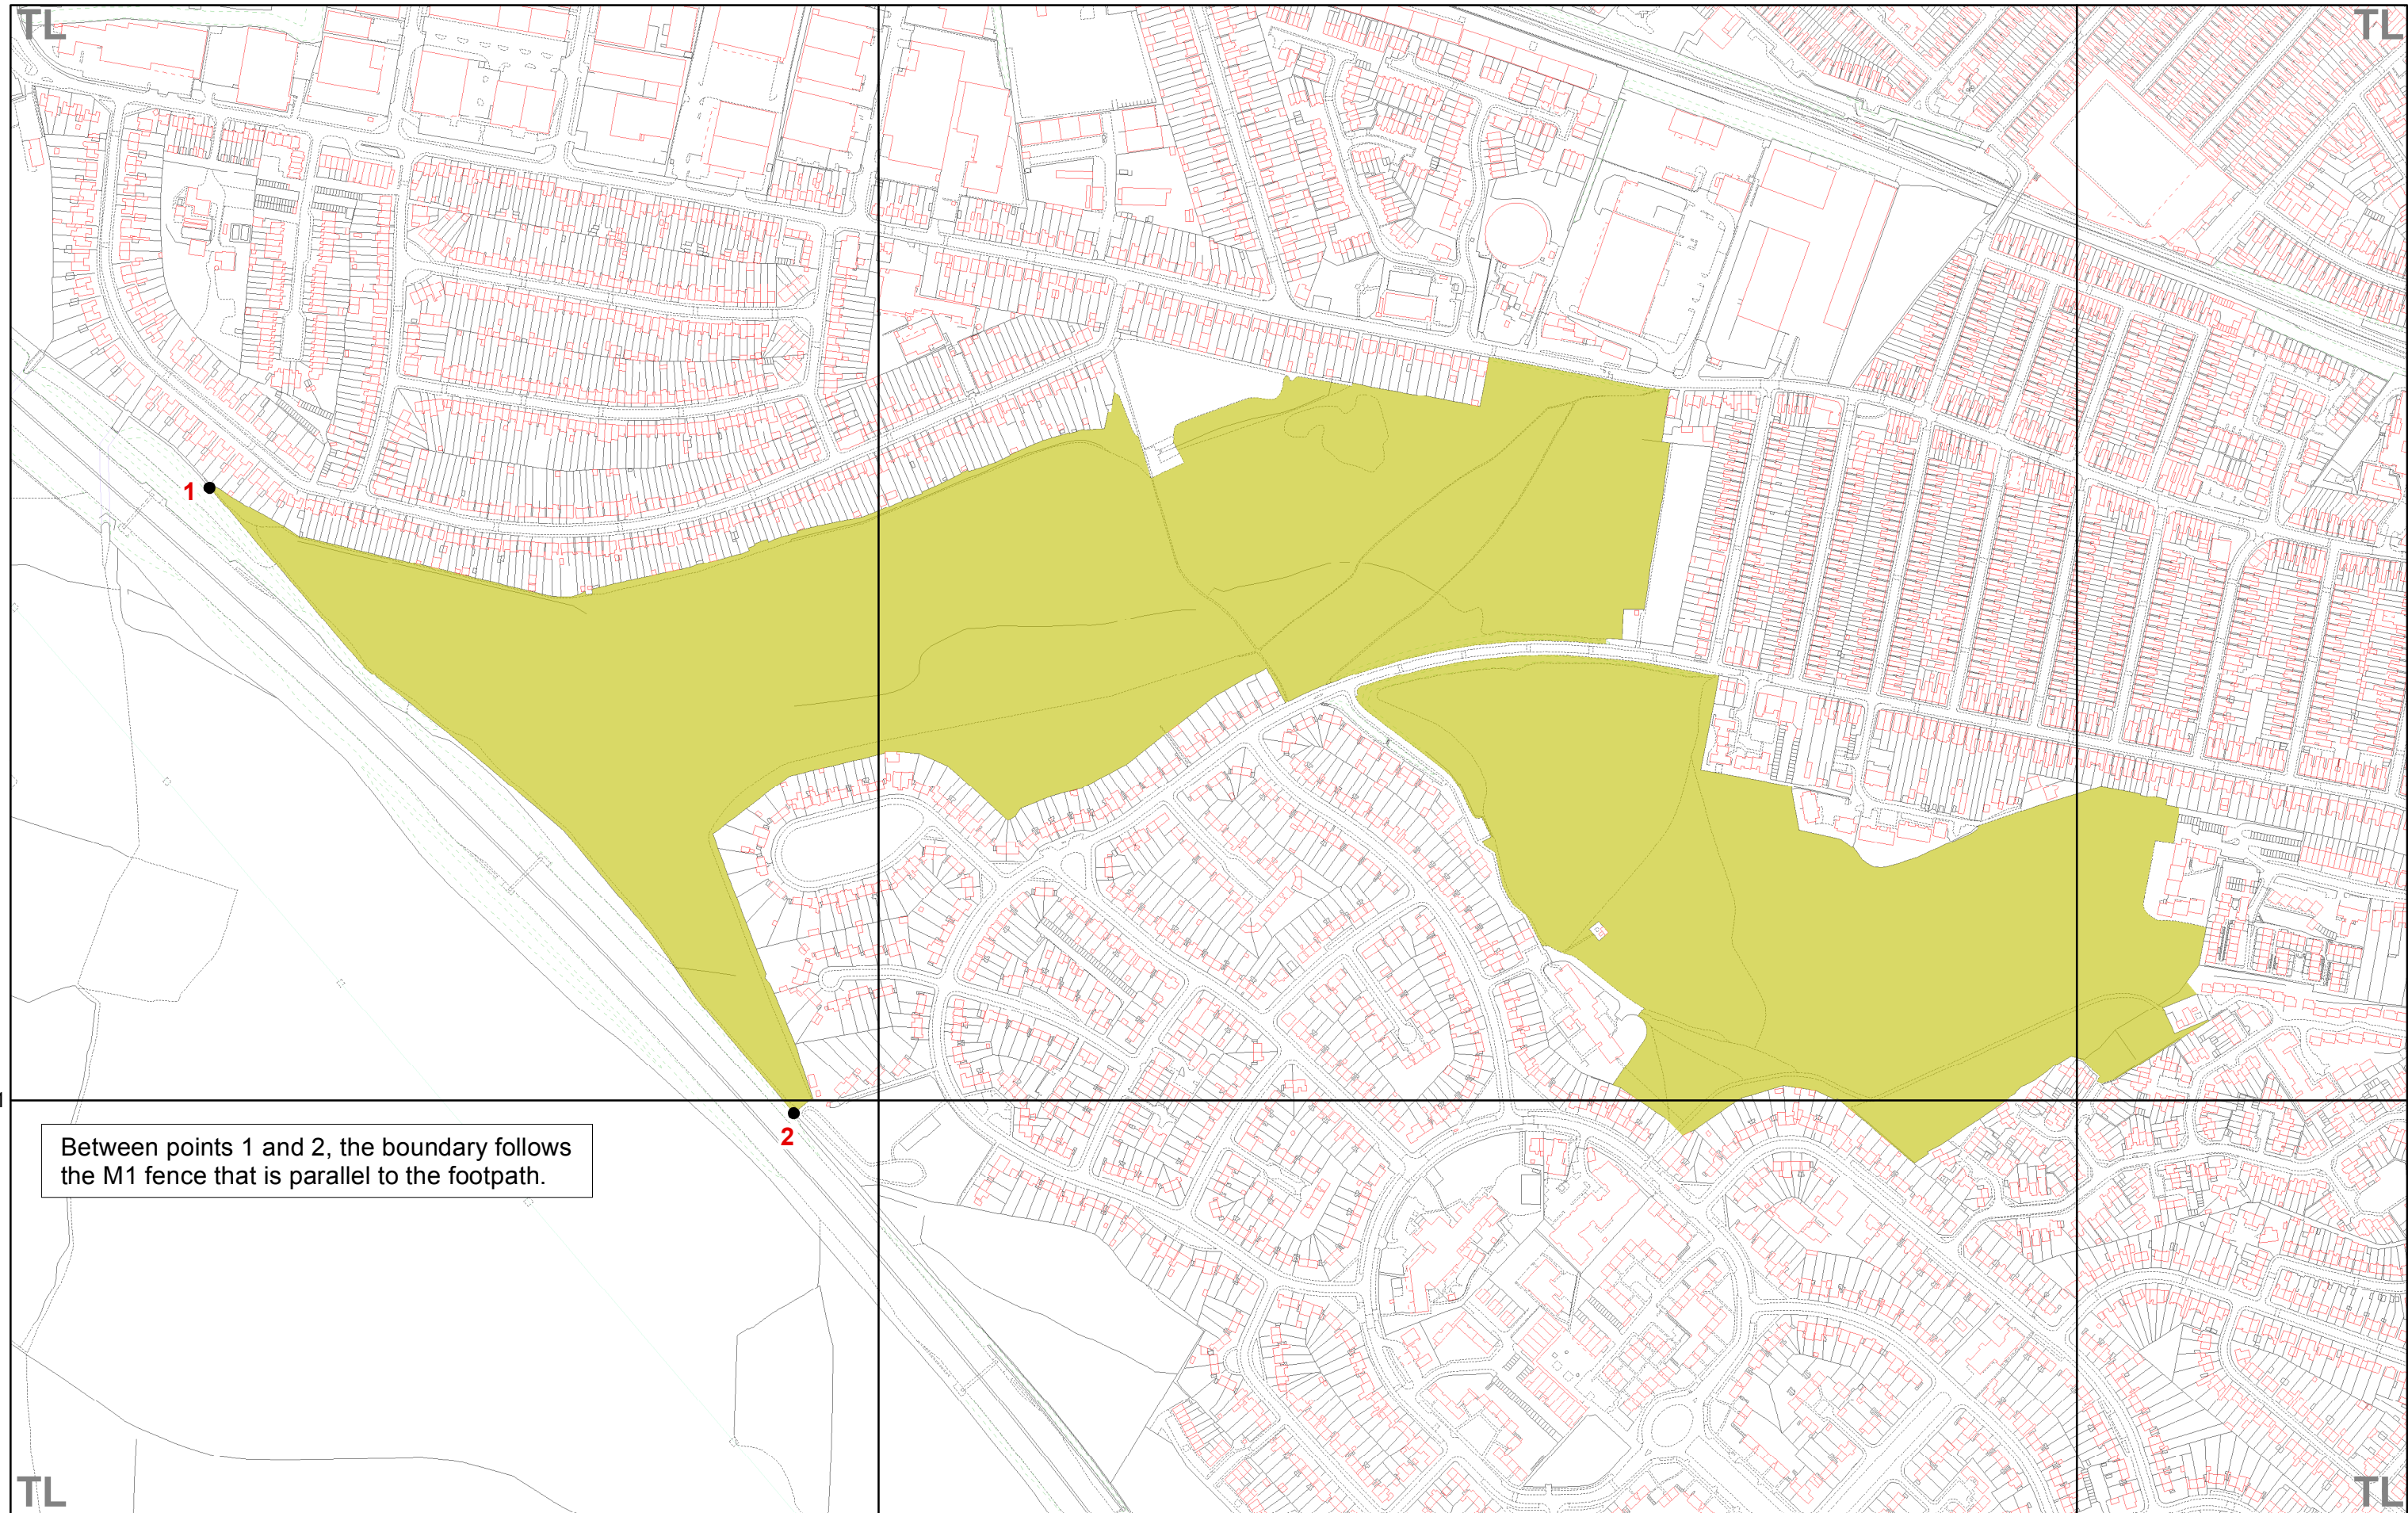 TL
TL
1
2
Between points 1 and 2, the boundary follows
the M1 fence that is parallel to the footpath.
TL
TL